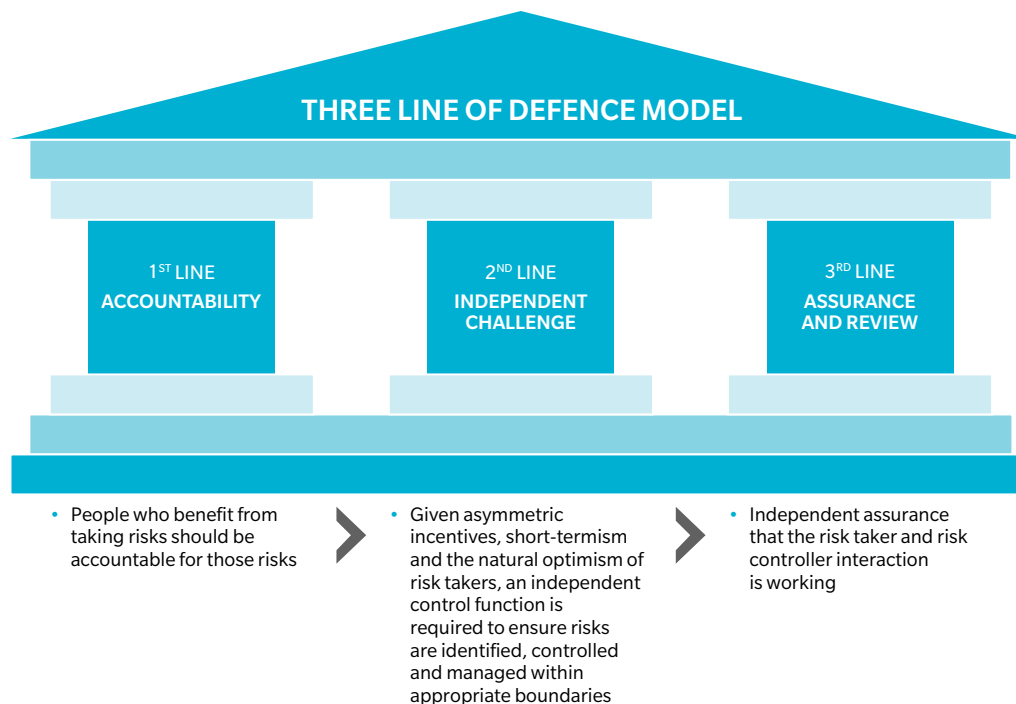 THREE LINE OF DEFENCE MODEL
1ST LINE
ACCOUNTABILITY
2ND LINE
INDEPENDENT
CHALLENGE
3RD LINE
ASSURANCE
AND REVIEW
• People who benefit from
taking risks should be
accountable for those risks
• Given asymmetric
incentives, short-termism
and the natural optimism of
risk takers, an independent
control function is
required to ensure risks
are identified, controlled
and managed within
appropriate boundaries
• Independent assurance
that the risk taker and risk
controller interaction
is working